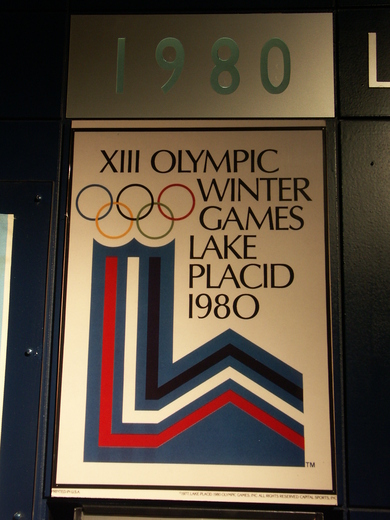 1980
L
XIII OLYMPIC
WINTER
GAMES
LAKE
PLACID
1980
TM